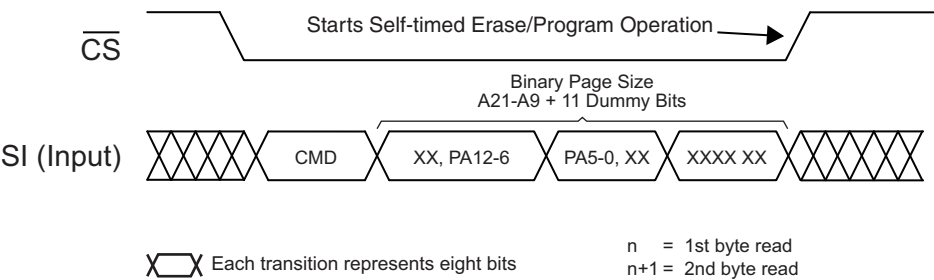 Starts Self-timed Erase/Program Operation
CS
Binary Page Size
A21-A9 + 11 Dummy Bits
SI (Input)
CMD
XX, PA12-6
PA5-0, XX
XXXX XX
Each transition represents eight bits
n = 1st byte read
n+1 = 2nd byte read